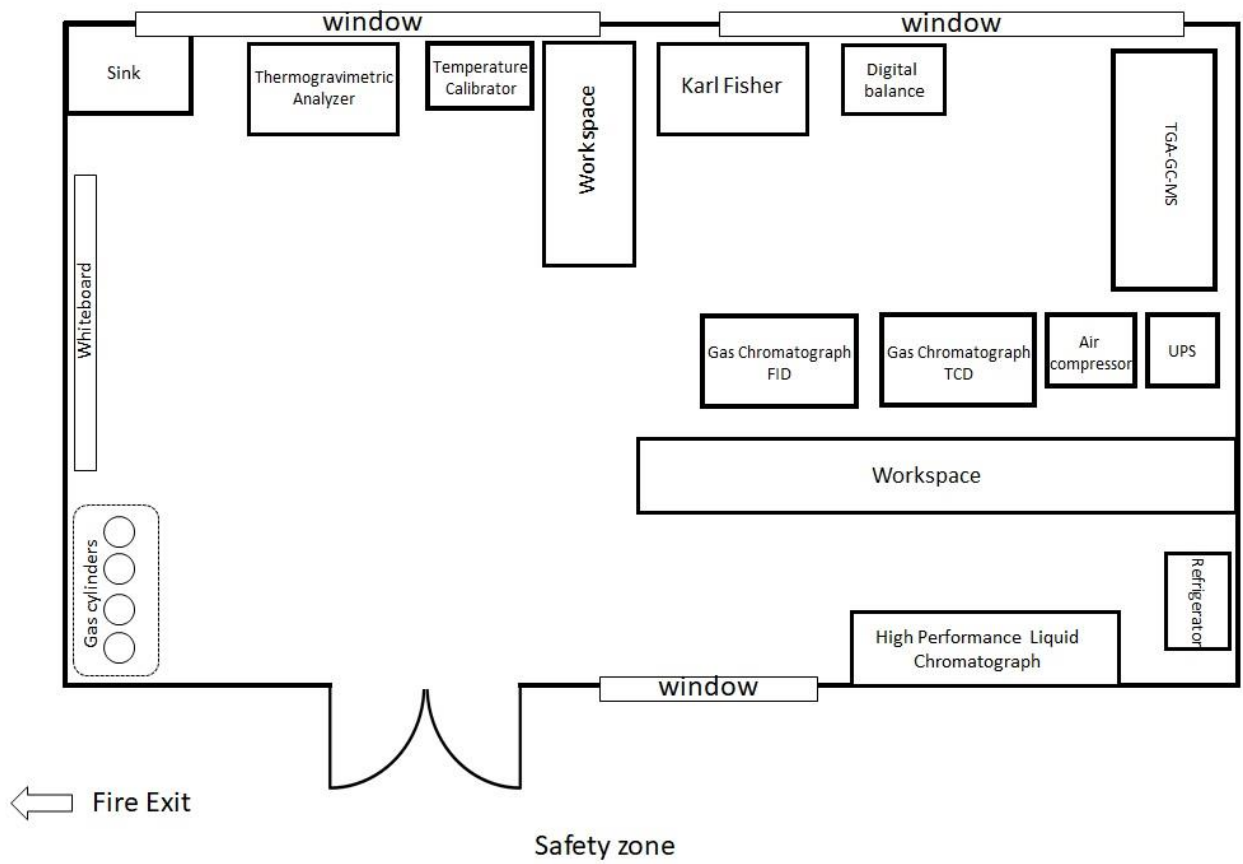 window
window
Sink
Thermogravimetric
Analyzer
Temperature
Calibrator
Workspace
Karl Fisher
Digital
balance
TGA-GC-MS
Whiteboard
Gas Chromatograph
FID
Gas Chromatograph
TCD
Air
compressor
UPS
Workspace
Gas cylinders
Refrigerator
High Performance Liquid
Chromatograph
window
Fire Exit
Safety zone